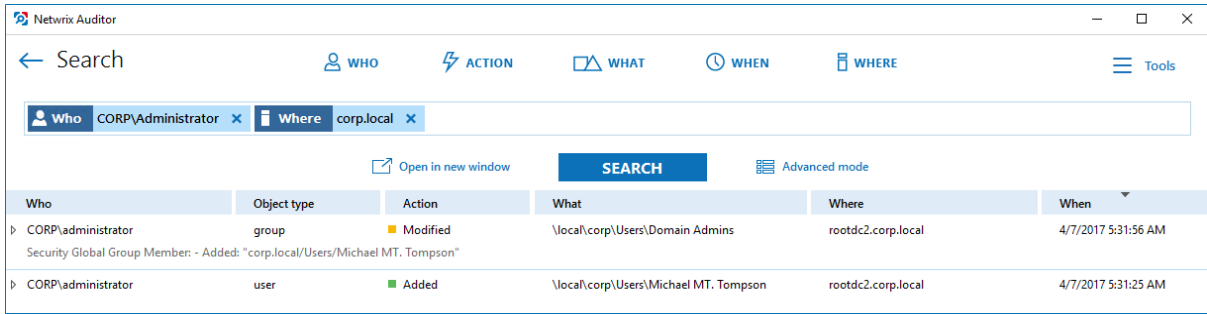 Netwrix Auditor
Search WHO ACTION WHAT WHEN WHERE Tools
Who CORP\Administrator Where corp.local
Open in new window SEARCH Advanced mode
Who Object type Action What Where When
CORP\administrator group Modified \local\corp\Users\Domain Admins rootdc2.corp.local 4/7/2017 5:31:56 AM
Security Global Group Member: - Added: "corp.local/Users/Michael MT. Tompson"
CORP\administrator user Added \local\corp\Users\Michael MT. Tompson rootdc2.corp.local 4/7/2017 5:31:25 AM